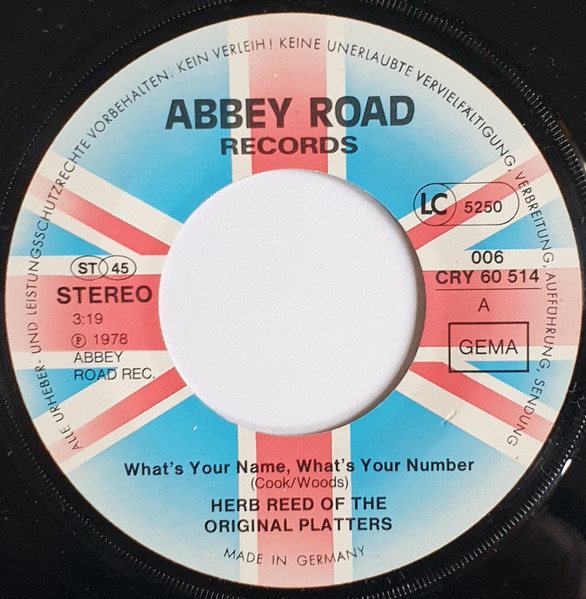 ALLE URHEBER- UND LEISTUNGSSCHUTZRECHTE VORBEHALTEN. KEIN VERLEIH! KEINE UNERLAUBTE VERVIELFÄLTIGUNG, VERBREITUNG, AUFFÜHRUNG, SENDUNG
ABBEY ROAD
RECORDS
LC 5250
ST 45
STEREO
3:19
Ⓟ 1978
ABBEY
ROAD REC.
006
CRY 60 514
A
GEMA
What's Your Name, What's Your Number
(Cook/Woods)
HERB REED OF THE
ORIGINAL PLATTERS
MADE IN GERMANY